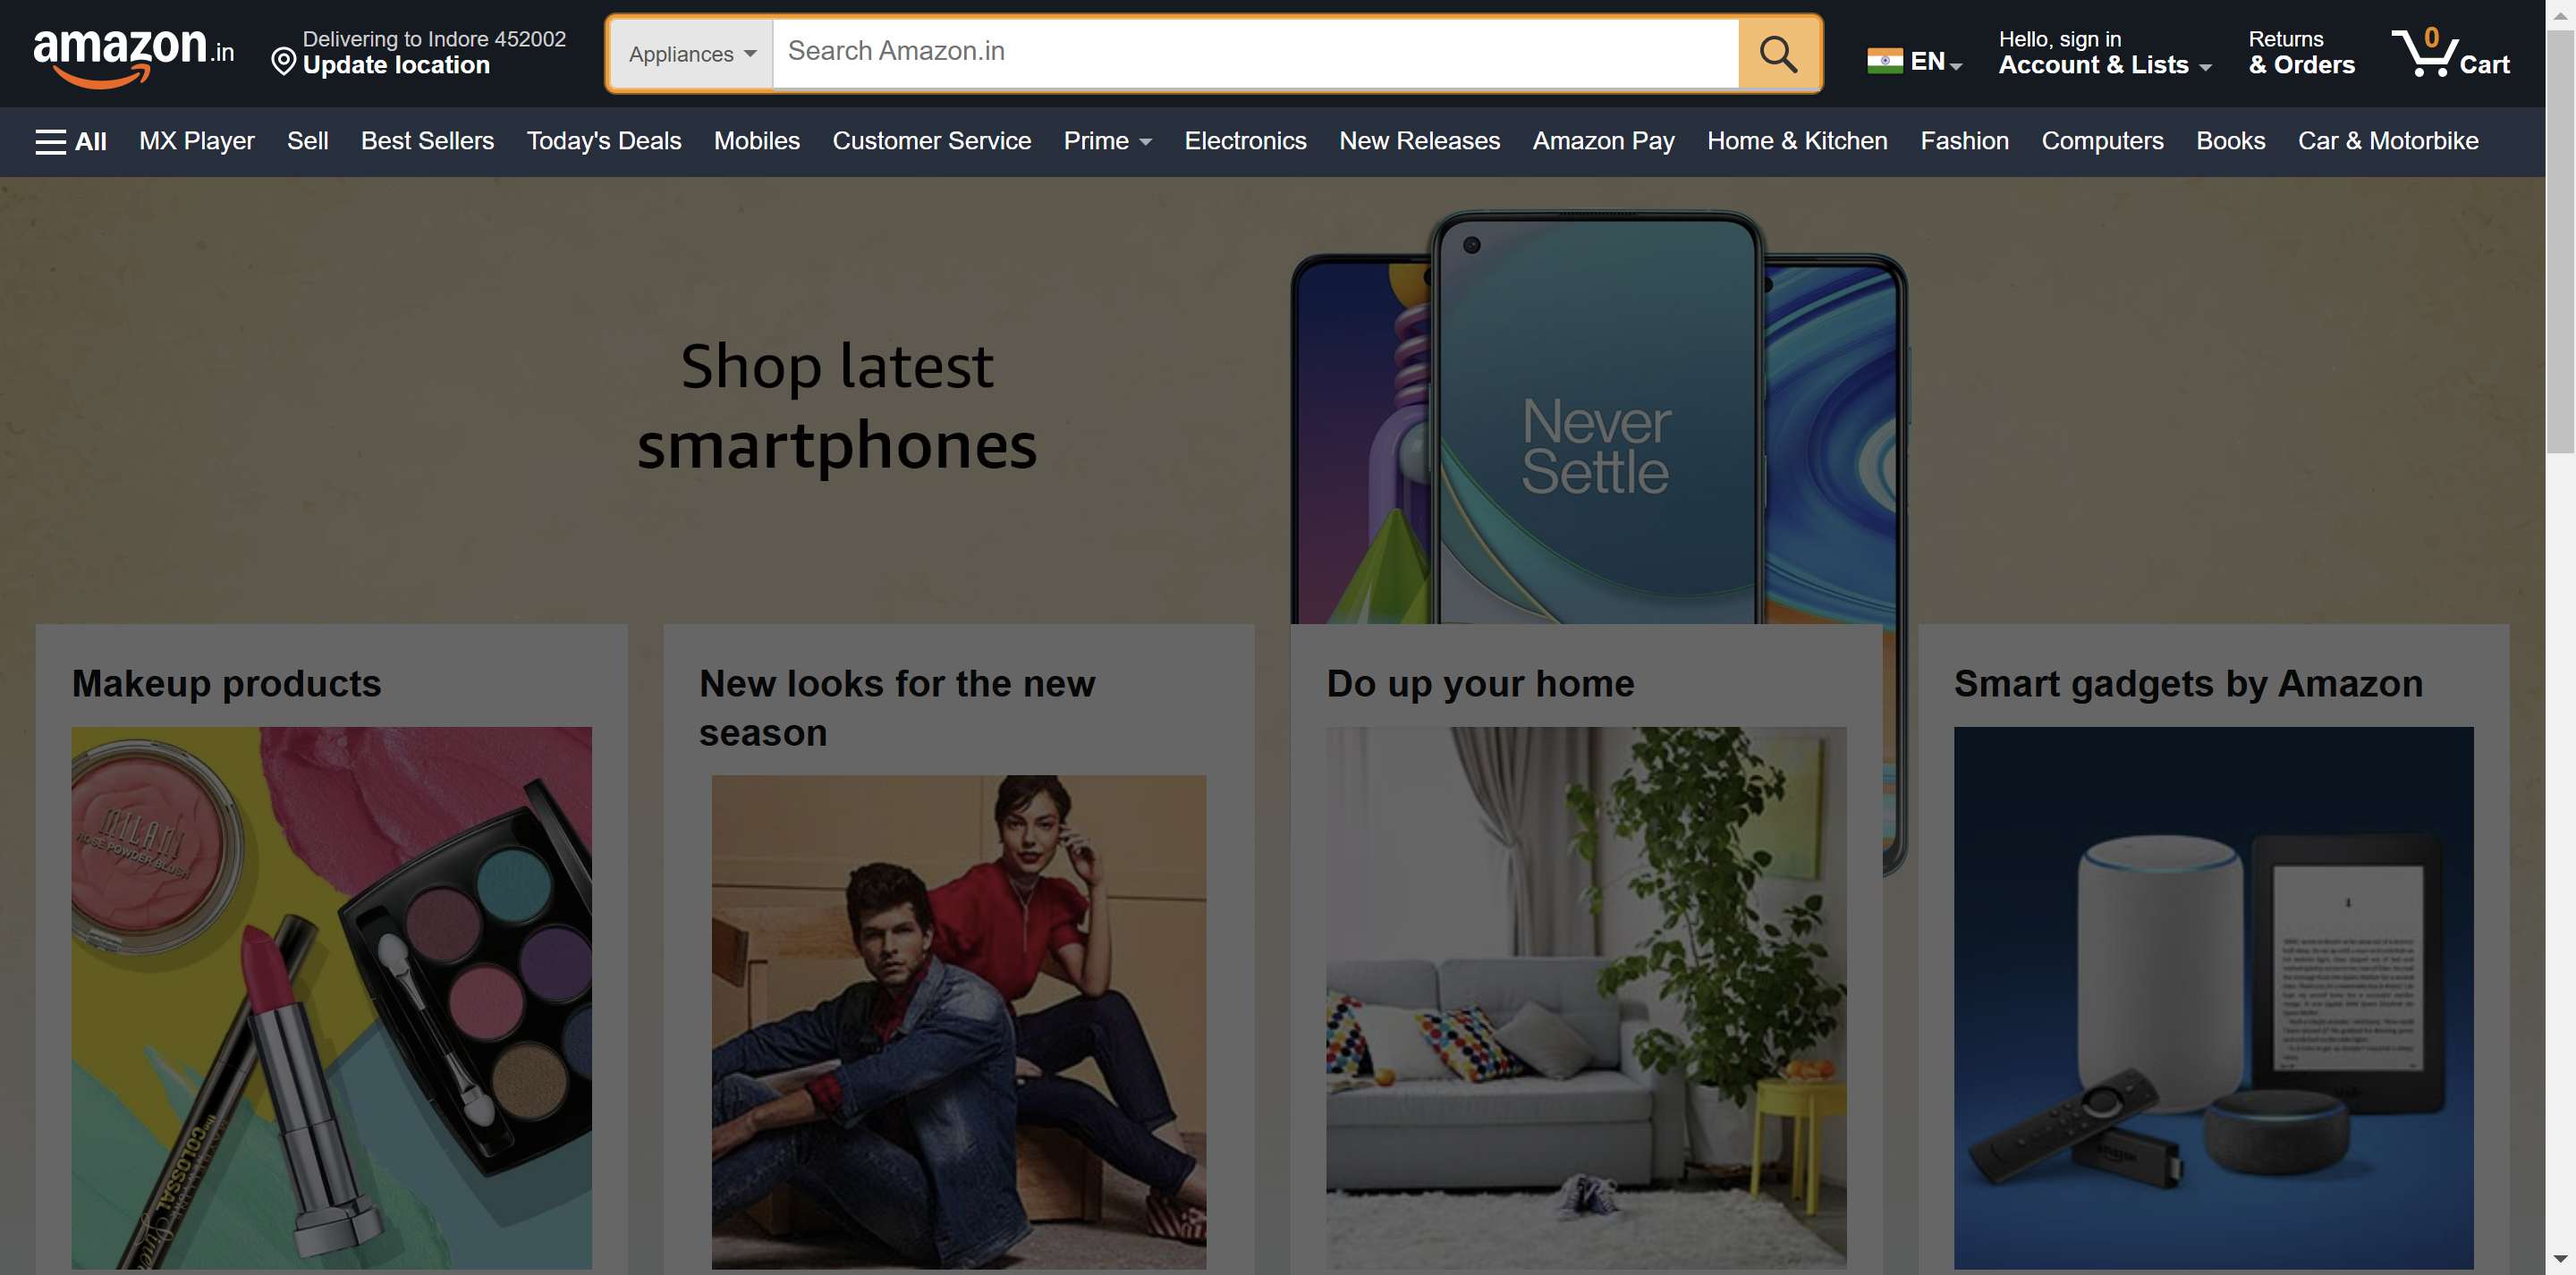 amazon.in
Delivering to Indore 452002
Update location
Appliances
Search Amazon.in
EN
Hello, sign in
Account & Lists
Returns
& Orders
0
Cart
All MX Player Sell Best Sellers Today's Deals Mobiles Customer Service Prime Electronics New Releases Amazon Pay Home & Kitchen Fashion Computers Books Car & Motorbike
Shop latest
smartphones
Never
Settle
Makeup products
New looks for the new
season
Do up your home
Smart gadgets by Amazon
MILANI
ROSE POWDER BLUSH
the COLOSSAL
amazon